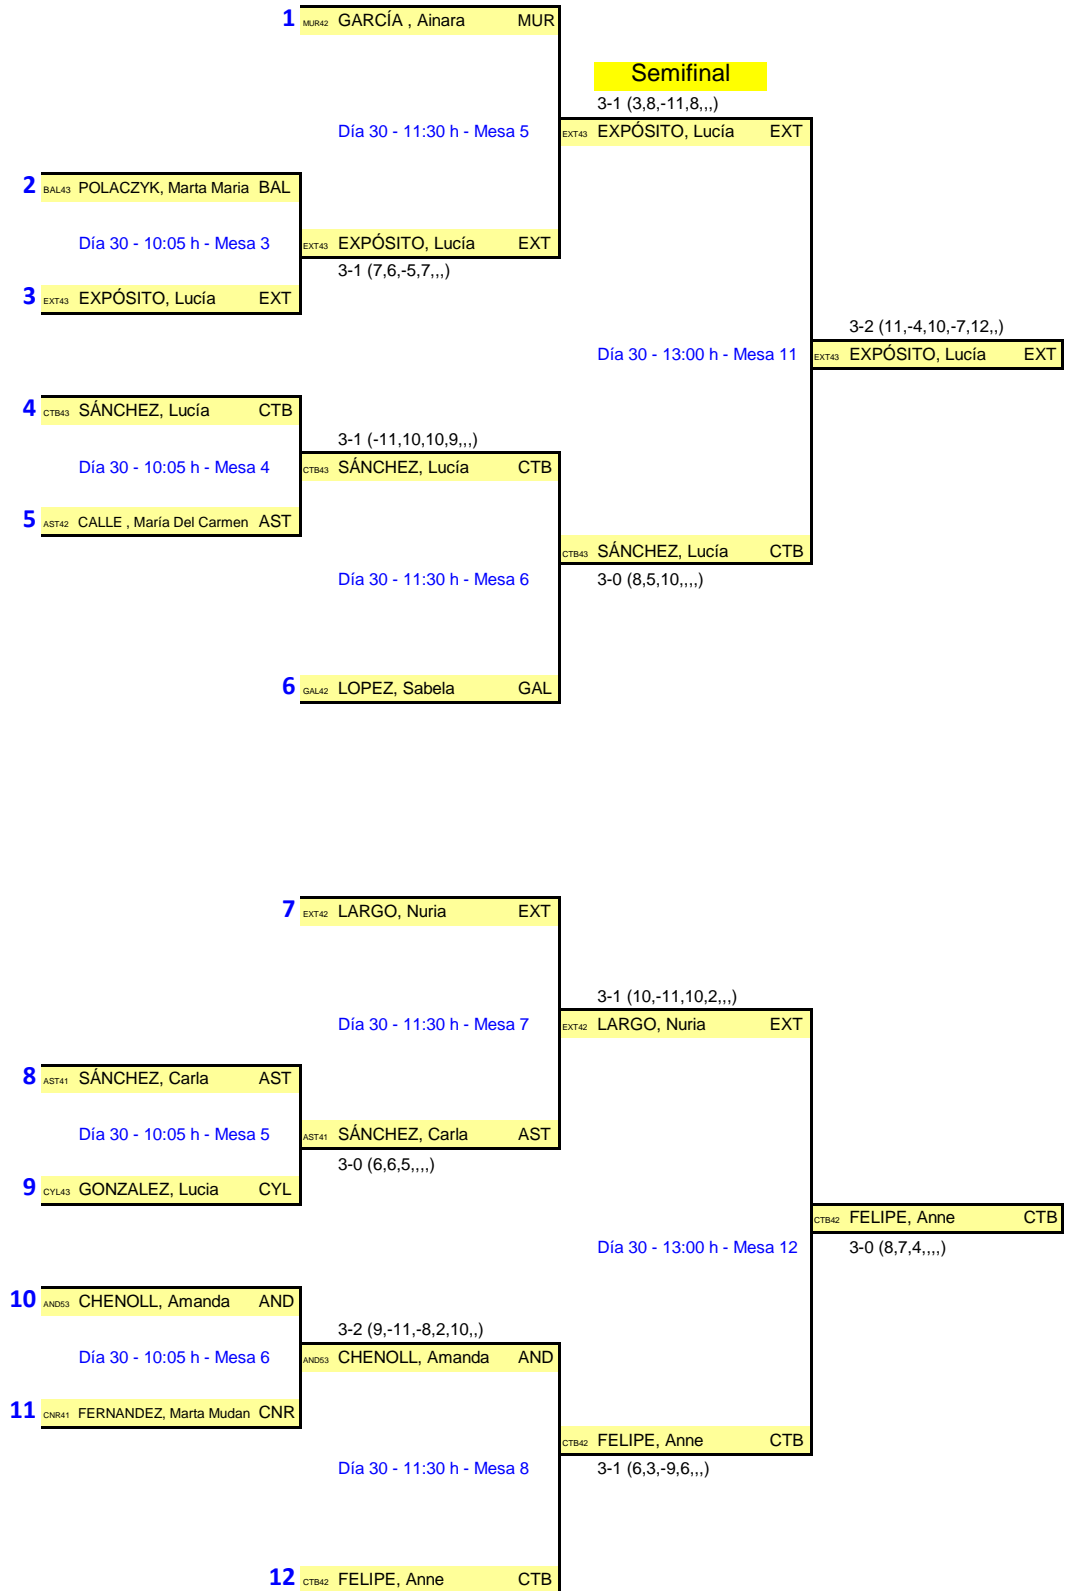 1 MUR42 GARCÍA , Ainara MUR
Semifinal
3-1 (3,8,-11,8,,,)
Día 30 - 11:30 h - Mesa 5
EXT43 EXPÓSITO, Lucía EXT
2 BAL43 POLACZYK, Marta Maria BAL
Día 30 - 10:05 h - Mesa 3
EXT43 EXPÓSITO, Lucía EXT
3-1 (7,6,-5,7,,,)
3 EXT43 EXPÓSITO, Lucía EXT
3-2 (11,-4,10,-7,12,,)
Día 30 - 13:00 h - Mesa 11
EXT43 EXPÓSITO, Lucía EXT
4 CTB43 SÁNCHEZ, Lucía CTB
3-1 (-11,10,10,9,,,)
Día 30 - 10:05 h - Mesa 4
CTB43 SÁNCHEZ, Lucía CTB
5 AST42 CALLE , María Del Carmen AST
CTB43 SÁNCHEZ, Lucía CTB
Día 30 - 11:30 h - Mesa 6
3-0 (8,5,10,,,,)
6 GAL42 LOPEZ, Sabela GAL
7 EXT42 LARGO, Nuria EXT
3-1 (10,-11,10,2,,,)
Día 30 - 11:30 h - Mesa 7
EXT42 LARGO, Nuria EXT
8 AST41 SÁNCHEZ, Carla AST
Día 30 - 10:05 h - Mesa 5
AST41 SÁNCHEZ, Carla AST
3-0 (6,6,5,,,,)
9 CYL43 GONZALEZ, Lucia CYL
CTB42 FELIPE, Anne CTB
Día 30 - 13:00 h - Mesa 12
3-0 (8,7,4,,,,)
10 AND53 CHENOLL, Amanda AND
3-2 (9,-11,-8,2,10,,)
Día 30 - 10:05 h - Mesa 6
AND53 CHENOLL, Amanda AND
11 CNR41 FERNANDEZ, Marta Mudan CNR
CTB42 FELIPE, Anne CTB
Día 30 - 11:30 h - Mesa 8
3-1 (6,3,-9,6,,,)
12 CTB42 FELIPE, Anne CTB